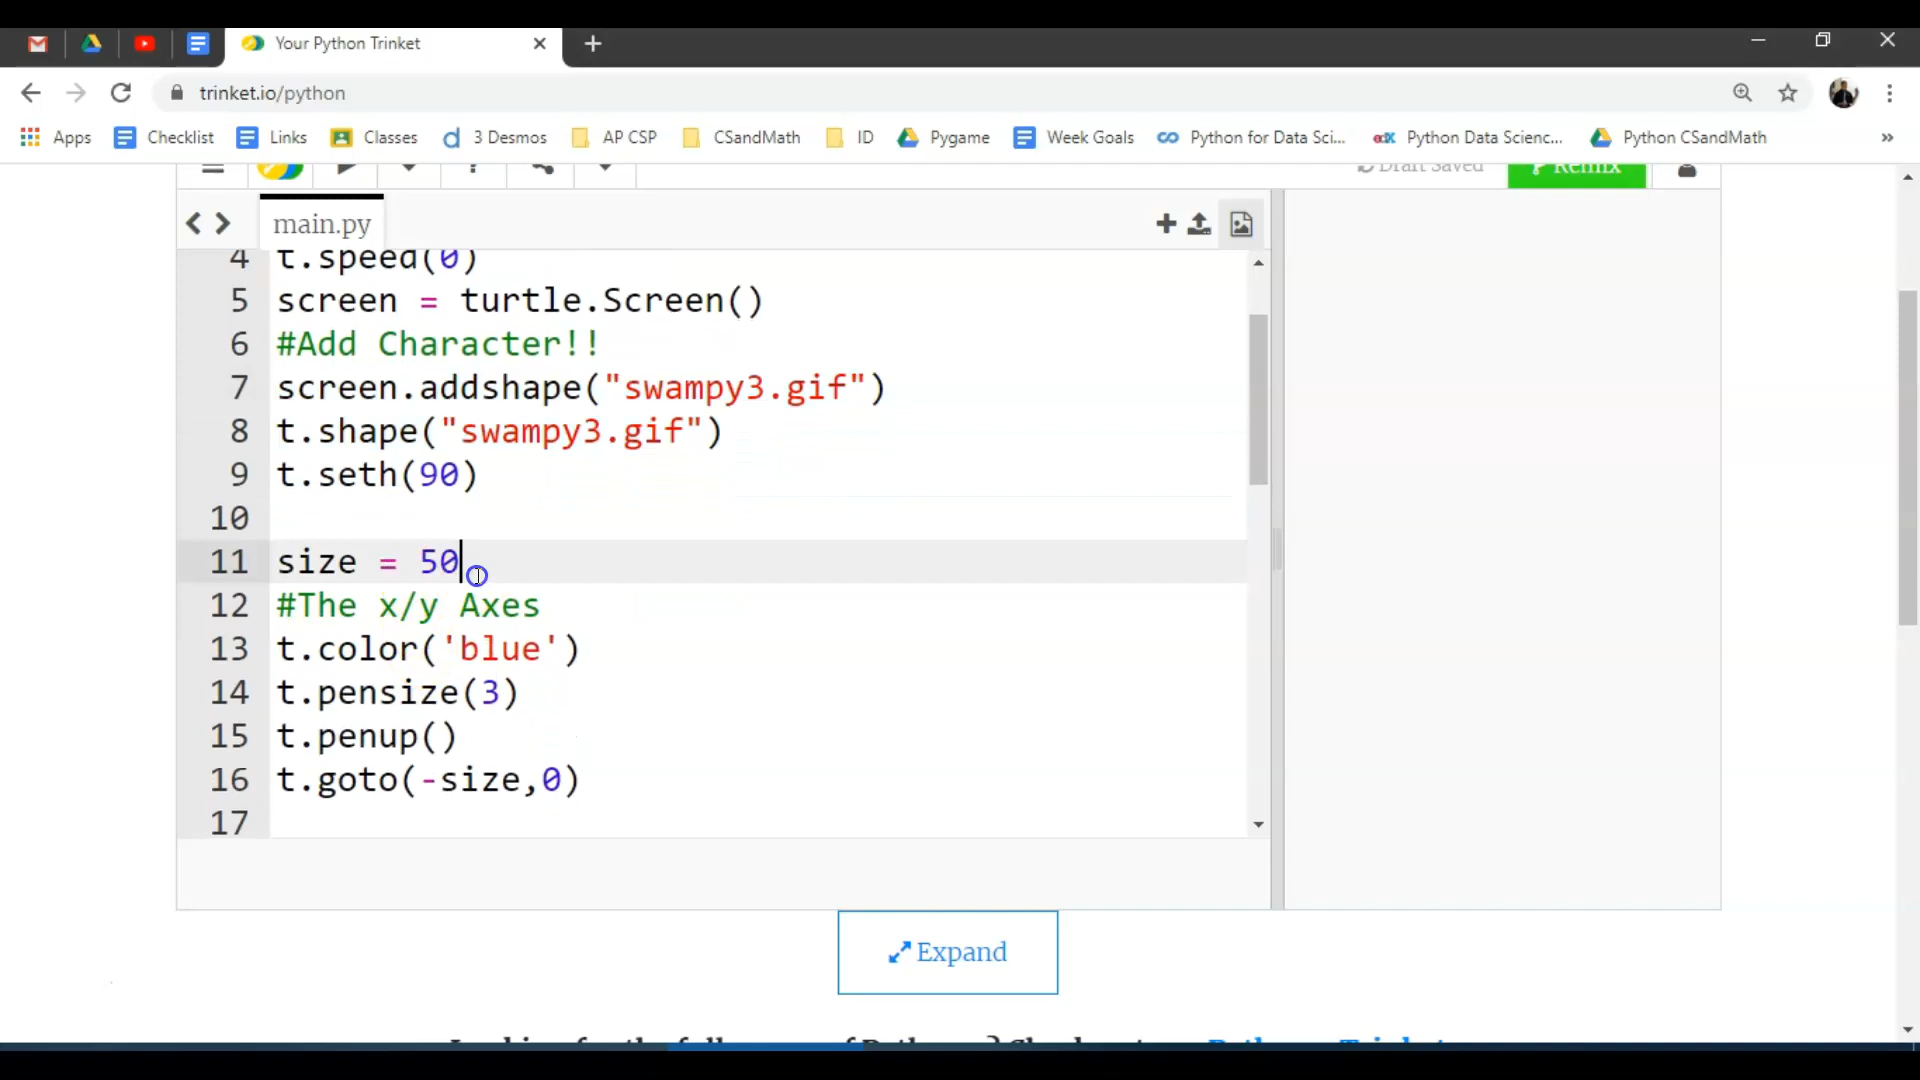 Your Python Trinket
trinket.io/python
Apps Checklist Links Classes 3 Desmos AP CSP CSandMath ID Pygame Week Goals Python for Data Sci... Python Data Scienc... Python CSandMath »
Draft Saved Remix
main.py
4 t.speed(0)
5 screen = turtle.Screen()
6 #Add Character!!
7 screen.addshape("swampy3.gif")
8 t.shape("swampy3.gif")
9 t.seth(90)
10
11 size = 50
12 #The x/y Axes
13 t.color('blue')
14 t.pensize(3)
15 t.penup()
16 t.goto(-size,0)
17
Expand